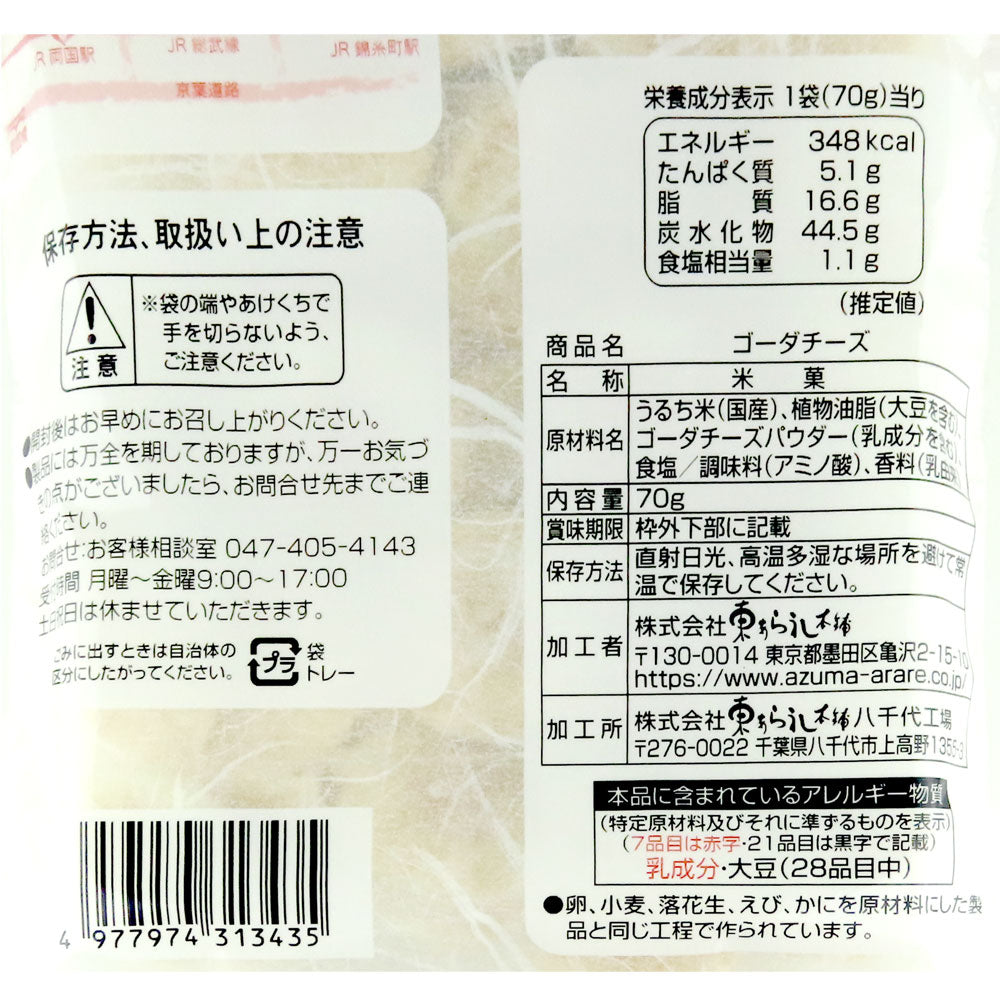 JR 両国駅
JR 総武線
JR 錦糸町駅
京葉道路
保存方法、取扱い上の注意
注意
※袋の端やあけくちで
手を切らないよう、
ご注意ください。
●開封後はお早めにお召し上がりください。
●製品には万全を期しておりますが、万一お気づ
きの点がございましたら、お問合せ先までご連
絡ください。
お問合せ:お客様相談室 047-405-4143
受付時間 月曜〜金曜9:00〜17:00
土日祝日は休ませていただきます。
ごみに出すときは自治体の
区分にしたがってください。
プラ
袋
トレー
4 977974 313435
栄養成分表示 1袋(70g)当り
エネルギー 348kcal
たんぱく質 5.1g
脂質 16.6g
炭水化物 44.5g
食塩相当量 1.1g
(推定値)
商品名 ゴーダチーズ
名称 米菓
原材料名 うるち米(国産)、植物油脂(大豆を含む)、
ゴーダチーズパウダー(乳成分を含む)、
食塩/調味料(アミノ酸)、香料(乳由来)
内容量 70g
賞味期限 枠外下部に記載
保存方法 直射日光、高温多湿な場所を避けて常
温で保存してください。
加工者 株式会社東あられ本鋪
〒130-0014 東京都墨田区亀沢2-15-10
https://www.azuma-arare.co.jp/
加工所 株式会社東あられ本鋪八千代工場
〒276-0022 千葉県八千代市上高野1355-3
本品に含まれているアレルギー物質
(特定原材料及びそれに準ずるものを表示)
(7品目は赤字・21品目は黒字で記載)
乳成分・大豆(28品目中)
●卵、小麦、落花生、えび、かにを原材料にした製
品と同じ工程で作られています。